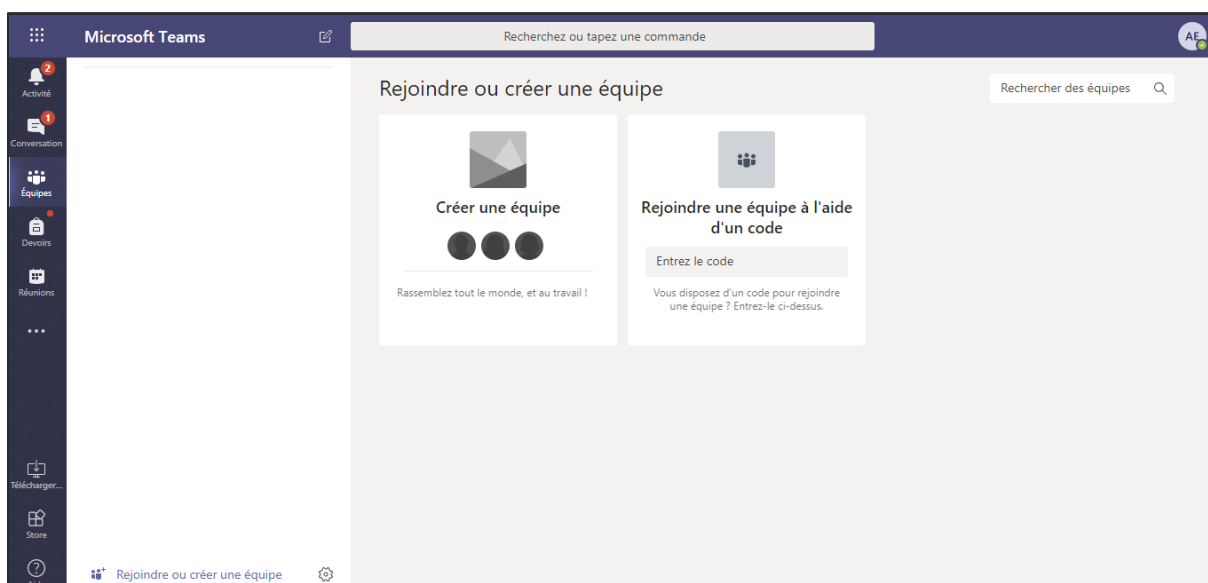 Microsoft Teams
Recherchez ou tapez une commande
AE
2
Activité
1
Conversation
Équipes
Devoirs
Réunions
Télécharger...
Store
Rejoindre ou créer une équipe
Rejoindre ou créer une équipe
Rechercher des équipes
Créer une équipe
Rassemblez tout le monde, et au travail !
Rejoindre une équipe à l'aide
d'un code
Entrez le code
Vous disposez d'un code pour rejoindre
une équipe ? Entrez-le ci-dessus.